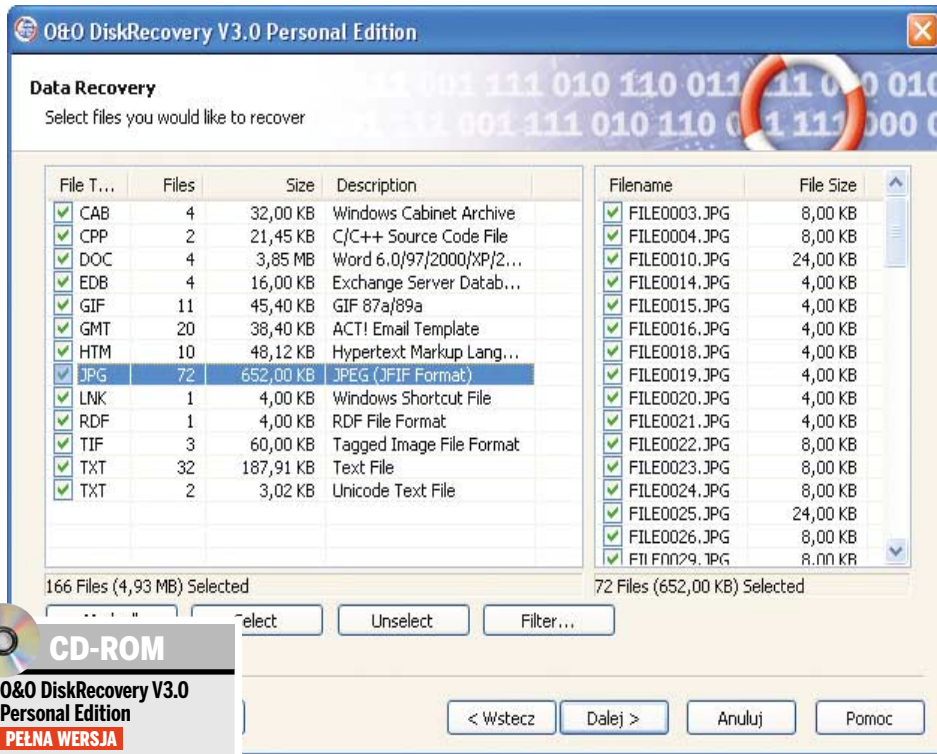 O&O DiskRecovery V3.0 Personal Edition
Data Recovery
Select files you would like to recover
001 111 010 110 011 010
001 111 010 110
File T... Files Size Description
CAB 4 32,00 KB Windows Cabinet Archive
CPP 2 21,45 KB C/C++ Source Code File
DOC 4 3,85 MB Word 6.0/97/2000/XP/2...
EDB 4 16,00 KB Exchange Server Datab...
GIF 11 45,40 KB GIF 87a/89a
GMT 20 38,40 KB ACT! Email Template
HTM 10 48,12 KB Hypertext Markup Lang...
JPG 72 652,00 KB JPEG (JFIF Format)
LNK 1 4,00 KB Windows Shortcut File
RDF 1 4,00 KB RDF File Format
TIF 3 60,00 KB Tagged Image File Format
TXT 32 187,91 KB Text File
TXT 2 3,02 KB Unicode Text File
166 Files (4,93 MB) Selected
Filename File Size
FILE0003.JPG 8,00 KB
FILE0004.JPG 8,00 KB
FILE0010.JPG 24,00 KB
FILE0014.JPG 4,00 KB
FILE0015.JPG 4,00 KB
FILE0016.JPG 4,00 KB
FILE0018.JPG 4,00 KB
FILE0019.JPG 4,00 KB
FILE0020.JPG 4,00 KB
FILE0021.JPG 4,00 KB
FILE0022.JPG 8,00 KB
FILE0023.JPG 8,00 KB
FILE0024.JPG 8,00 KB
FILE0025.JPG 24,00 KB
FILE0026.JPG 8,00 KB
FILE0029.JPG 8,00 KB
72 Files (652,00 KB) Selected
Select Unselect Filter...
CD-ROM
O&O DiskRecovery V3.0
Personal Edition
PEŁNA WERSJA
< Wstecz Dalej > Anuluj Pomoc